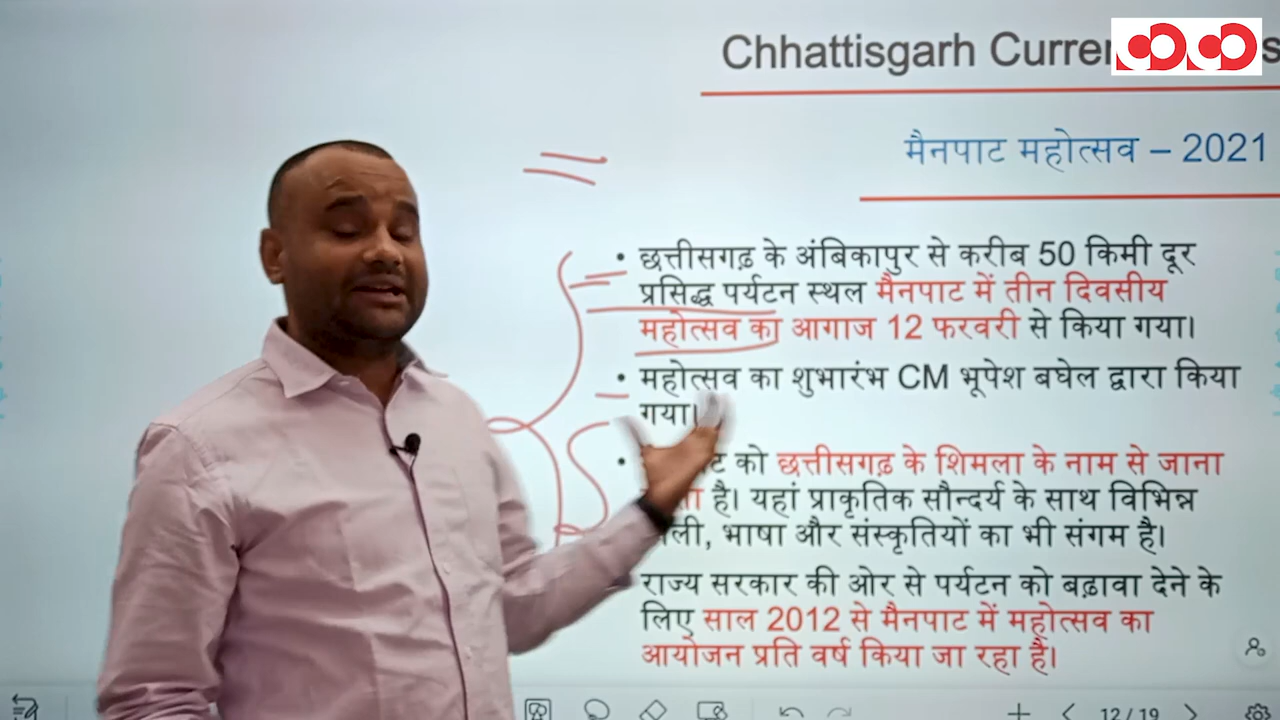 Chhattisgarh
मैनपाट महोत्सव – 2021
• छत्तीसगढ़ के अंबिकापुर से करीब 50 किमी दूर
प्रसिद्ध पर्यटन स्थल मैनपाट में तीन दिवसीय
महोत्सव का आगाज 12 फरवरी से किया गया।
• महोत्सव का शुभारंभ CM भूपेश बघेल द्वारा किया
गया।
• को छत्तीसगढ़ के शिमला के नाम से जाना
है। यहां प्राकृतिक सौन्दर्य के साथ विभिन्न
भाषा और संस्कृतियों का भी संगम है।
राज्य सरकार की ओर से पर्यटन को बढ़ावा देने के
लिए साल 2012 से मैनपाट में महोत्सव का
आयोजन प्रति वर्ष किया जा रहा है।
12 / 19